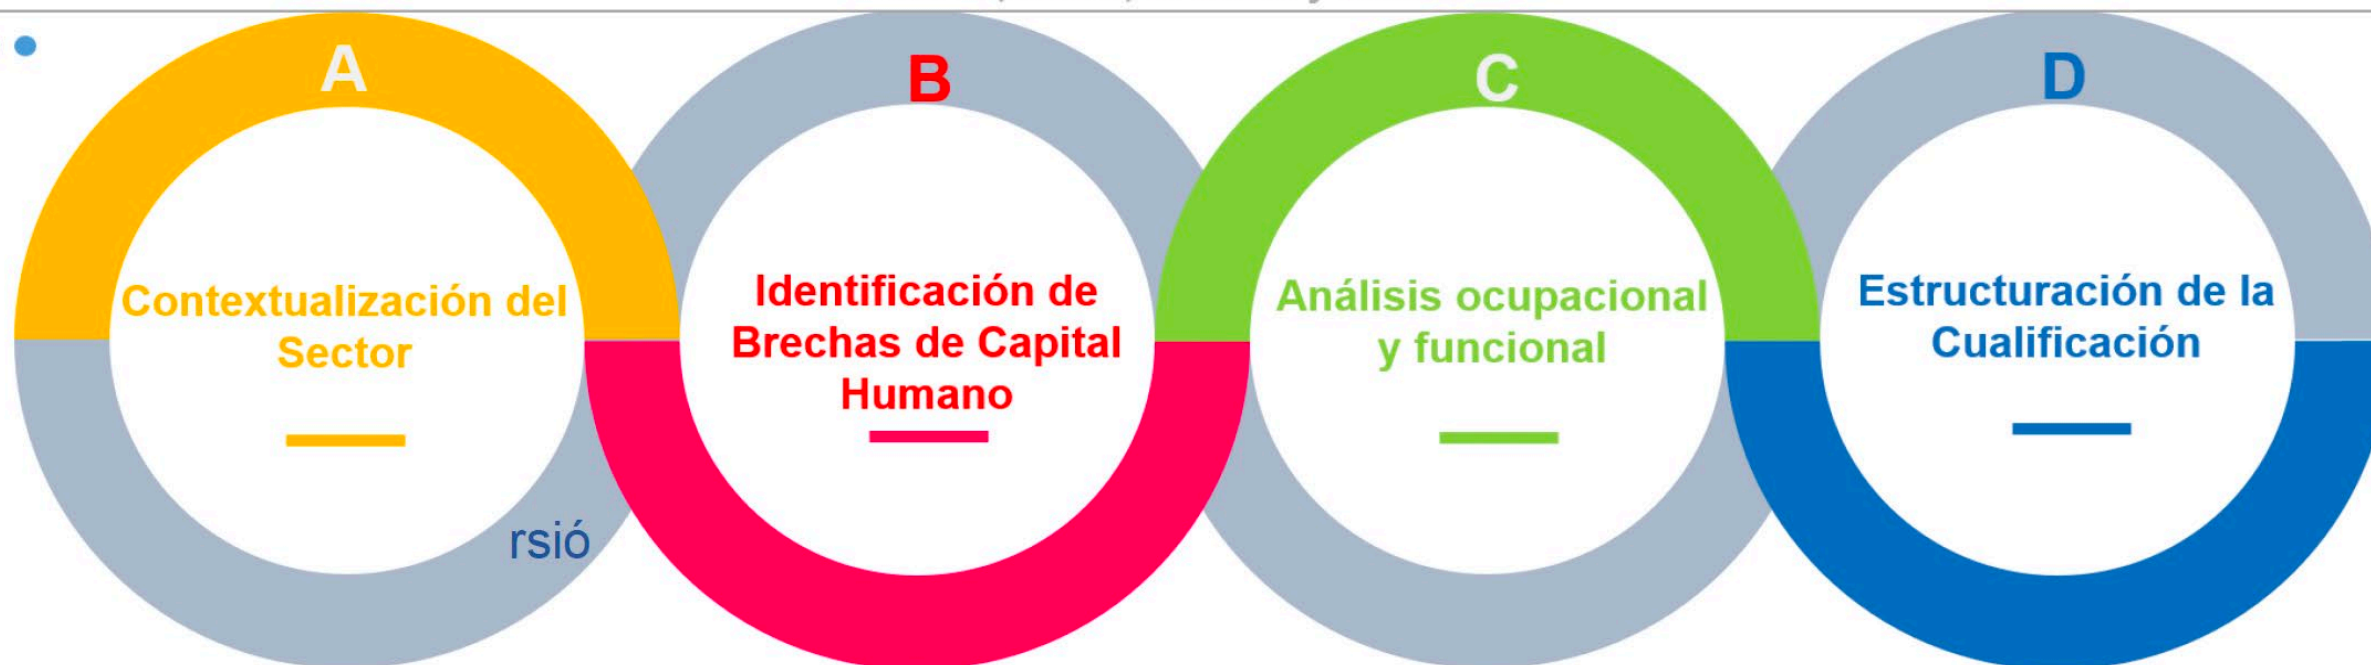 A
Contextualización del
Sector
B
Identificación de
Brechas de Capital
Humano
C
Análisis ocupacional
y funcional
D
Estructuración de la
Cualificación
rsió